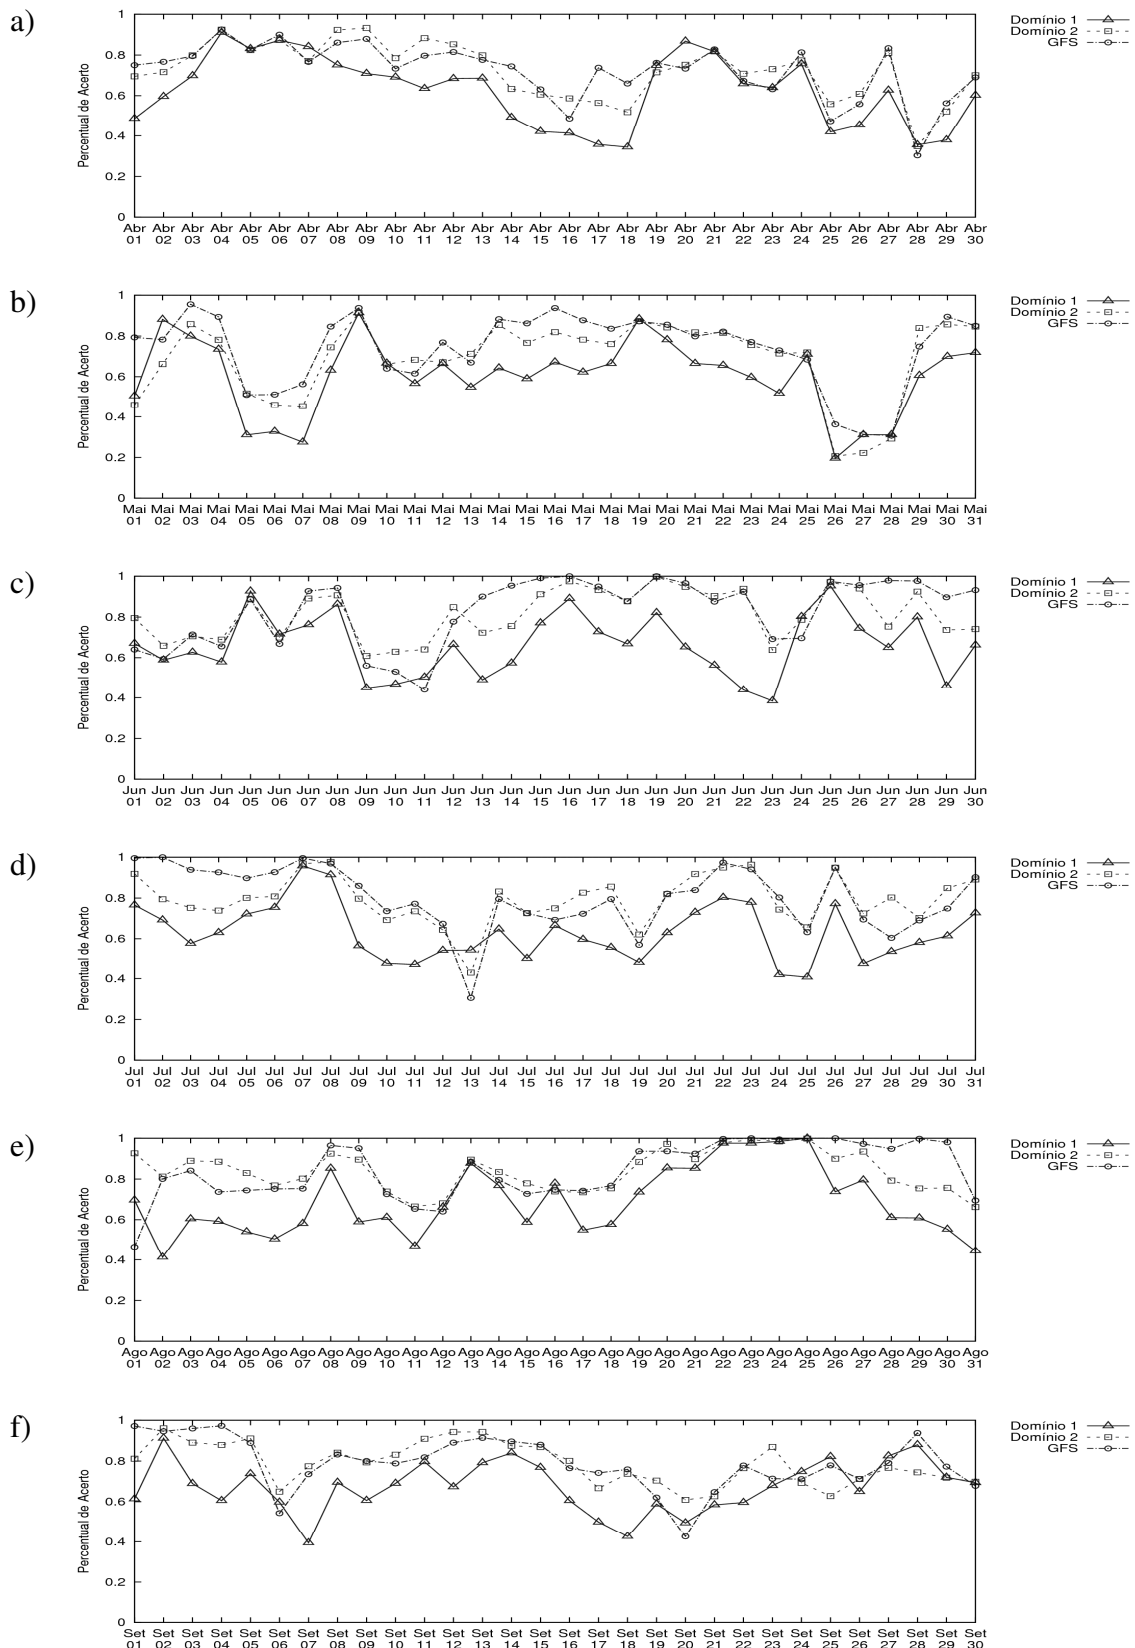 a)
Domínio 1
Domínio 2
GFS
Percentual de Acerto
1
0.8
0.6
0.4
0.2
0
Abr Abr Abr Abr Abr Abr Abr Abr Abr Abr Abr Abr Abr Abr Abr Abr Abr Abr Abr Abr Abr Abr Abr Abr Abr Abr Abr Abr Abr Abr
01 02 03 04 05 06 07 08 09 10 11 12 13 14 15 16 17 18 19 20 21 22 23 24 25 26 27 28 29 30
b)
Domínio 1
Domínio 2
GFS
Percentual de Acerto
1
0.8
0.6
0.4
0.2
0
Mai Mai Mai Mai Mai Mai Mai Mai Mai Mai Mai Mai Mai Mai Mai Mai Mai Mai Mai Mai Mai Mai Mai Mai Mai Mai Mai Mai Mai Mai Mai
01 02 03 04 05 06 07 08 09 10 11 12 13 14 15 16 17 18 19 20 21 22 23 24 25 26 27 28 29 30 31
c)
Domínio 1
Domínio 2
GFS
Percentual de Acerto
1
0.8
0.6
0.4
0.2
0
Jun Jun Jun Jun Jun Jun Jun Jun Jun Jun Jun Jun Jun Jun Jun Jun Jun Jun Jun Jun Jun Jun Jun Jun Jun Jun Jun Jun Jun Jun
01 02 03 04 05 06 07 08 09 10 11 12 13 14 15 16 17 18 19 20 21 22 23 24 25 26 27 28 29 30
d)
Domínio 1
Domínio 2
GFS
Percentual de Acerto
1
0.8
0.6
0.4
0.2
0
Jul Jul Jul Jul Jul Jul Jul Jul Jul Jul Jul Jul Jul Jul Jul Jul Jul Jul Jul Jul Jul Jul Jul Jul Jul Jul Jul Jul Jul Jul Jul
01 02 03 04 05 06 07 08 09 10 11 12 13 14 15 16 17 18 19 20 21 22 23 24 25 26 27 28 29 30 31
e)
Domínio 1
Domínio 2
GFS
Percentual de Acerto
1
0.8
0.6
0.4
0.2
0
Ago Ago Ago Ago Ago Ago Ago Ago Ago Ago Ago Ago Ago Ago Ago Ago Ago Ago Ago Ago Ago Ago Ago Ago Ago Ago Ago Ago Ago Ago Ago
01 02 03 04 05 06 07 08 09 10 11 12 13 14 15 16 17 18 19 20 21 22 23 24 25 26 27 28 29 30 31
f)
Domínio 1
Domínio 2
GFS
Percentual de Acerto
1
0.8
0.6
0.4
0.2
0
Set Set Set Set Set Set Set Set Set Set Set Set Set Set Set Set Set Set Set Set Set Set Set Set Set Set Set Set Set Set
01 02 03 04 05 06 07 08 09 10 11 12 13 14 15 16 17 18 19 20 21 22 23 24 25 26 27 28 29 30